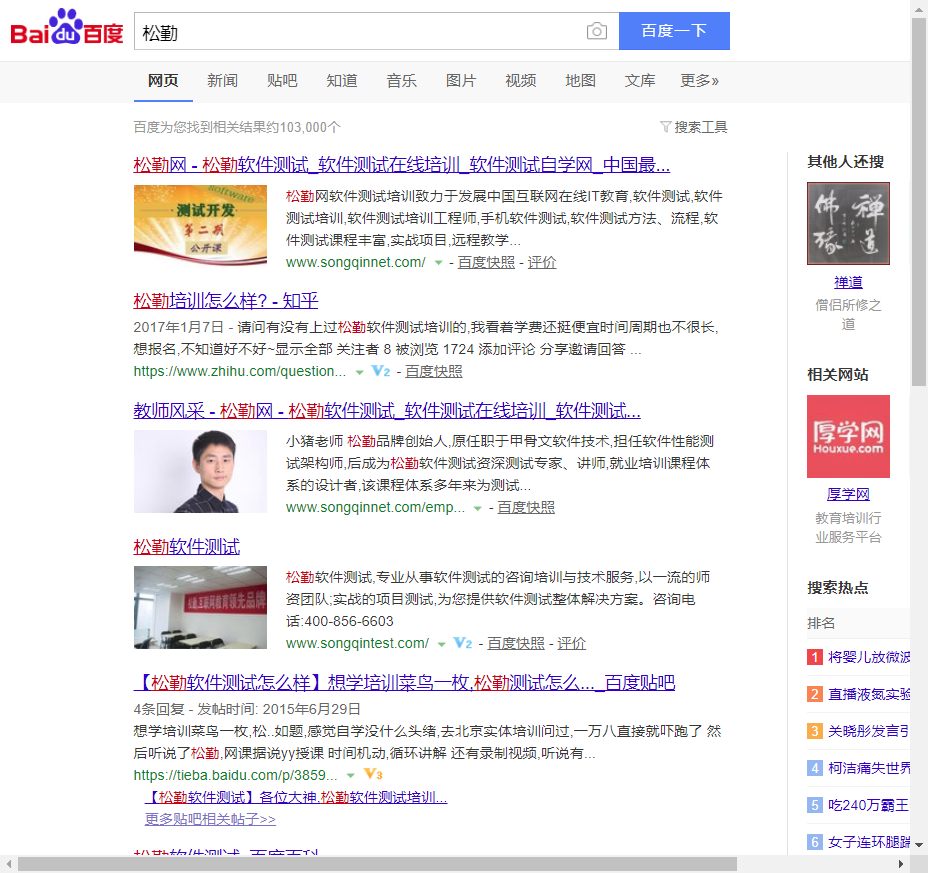 Bai du 百度
松勤
百度一下
网页 新闻 贴吧 知道 音乐 图片 视频 地图 文库 更多»
百度为您找到相关结果约103,000个
搜索工具
松勤网 - 松勤软件测试_软件测试在线培训_软件测试自学网_中国最...
software
测试开发
第二期
公开课
松勤网软件测试培训致力于发展中国互联网在线IT教育,软件测试,软件
测试培训,软件测试培训工程师,手机软件测试,软件测试方法、流程,软
件测试课程丰富,实战项目,远程教学...
www.songqinnet.com/ - 百度快照 - 评价
松勤培训怎么样? - 知乎
2017年1月7日 - 请问有没有上过松勤软件测试培训的,我看着学费还挺便宜时间周期也不很长,
想报名,不知道好不好~显示全部 关注者 8 被浏览 1724 添加评论 分享邀请回答 ...
https://www.zhihu.com/question... V2 - 百度快照
教师风采 - 松勤网 - 松勤软件测试_软件测试在线培训_软件测试...
小猪老师 松勤品牌创始人,原任职于甲骨文软件技术,担任软件性能测
试架构师,后成为松勤软件测试资深测试专家、讲师,就业培训课程体
系的设计者,该课程体系多年来为测试...
www.songqinnet.com/emp... - 百度快照
松勤软件测试
松勤,互联网教育领先品牌
松勤软件测试,专业从事软件测试的咨询培训与技术服务,以一流的师
资团队;实战的项目测试,为您提供软件测试整体解决方案。咨询电
话:400-856-6603
www.songqintest.com/ V2 - 百度快照 - 评价
【松勤软件测试怎么样】想学培训菜鸟一枚,松勤测试怎么..._百度贴吧
4条回复 - 发帖时间: 2015年6月29日
想学培训菜鸟一枚,松..如题,感觉自学没什么头绪,去北京实体培训问过,一万八直接就吓跑了 然
后听说了松勤,网课据说yy授课 时间机动,循环讲解 还有录制视频,听说有...
https://tieba.baidu.com/p/3859... V3
【松勤软件测试】各位大神,松勤软件测试培训...
更多贴吧相关帖子>>
松勤软件测试_百度百科
其他人还搜
佛缘 禅道
禅道
僧侣所修之
道
相关网站
厚学网
Houxue.com
厚学网
教育培训行
业服务平台
搜索热点
排名
1 将婴儿放微波
2 直播液氮实验
3 关晓彤发言引
4 柯洁痛失世界
5 吃240万霸王
6 女子连环腿踹